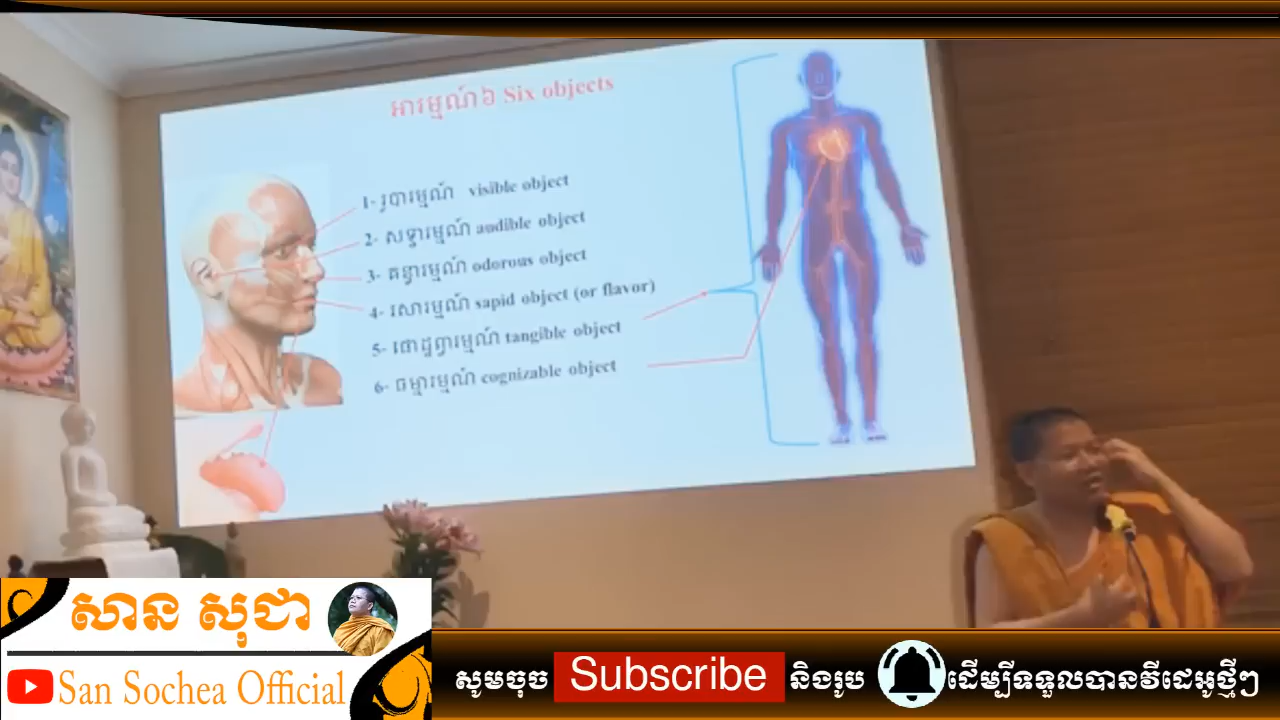 អារម្មណ៍៦ Six objects
1- រូបារម្មណ៍ visible object
2- សទ្ទារម្មណ៍ audible object
3- គន្ធារម្មណ៍ odorous object
4- រសារម្មណ៍ sapid object (or flavor)
5- ផោដ្ឋព្វារម្មណ៍ tangible object
6- ធម្មារម្មណ៍ cognizable object
សាន សុជា
San Sochea Official
សូមចុច Subscribe និងរូប ដើម្បីទទួលបានវីដេអូថ្មីៗ